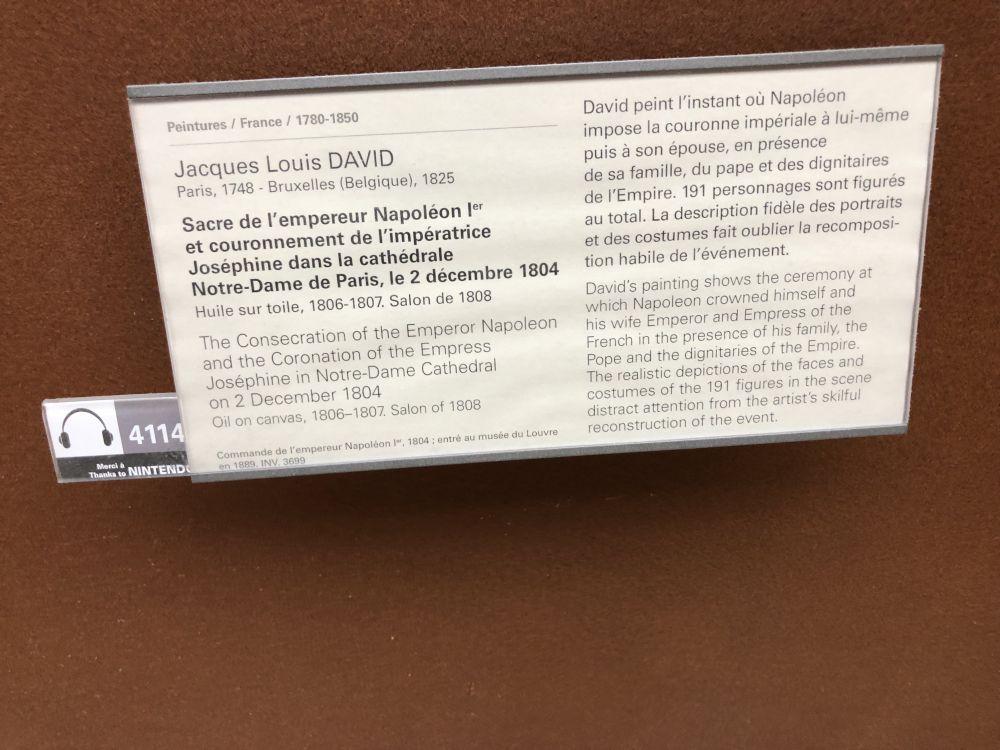 Peintures / France / 1780-1850
Jacques Louis DAVID
Paris, 1748 - Bruxelles (Belgique), 1825
Sacre de l'empereur Napoléon Ier
et couronnement de l'impératrice
Joséphine dans la cathédrale
Notre-Dame de Paris, le 2 décembre 1804
Huile sur toile, 1806-1807. Salon de 1808
The Consecration of the Emperor Napoleon
and the Coronation of the Empress
Joséphine in Notre-Dame Cathedral
on 2 December 1804
Oil on canvas, 1806–1807. Salon of 1808
Commande de l'empereur Napoléon Ier, 1804 ; entré au musée du Louvre
en 1889. INV. 3699
David peint l'instant où Napoléon
impose la couronne impériale à lui-même
puis à son épouse, en présence
de sa famille, du pape et des dignitaires
de l'Empire. 191 personnages sont figurés
au total. La description fidèle des portraits
et des costumes fait oublier la recomposi-
tion habile de l'événement.
David's painting shows the ceremony at
which Napoleon crowned himself and
his wife Emperor and Empress of the
French in the presence of his family, the
Pope and the dignitaries of the Empire.
The realistic depictions of the faces and
costumes of the 191 figures in the scene
distract attention from the artist's skilful
reconstruction of the event.
4114
Merci à
Thanks to NINTENDO